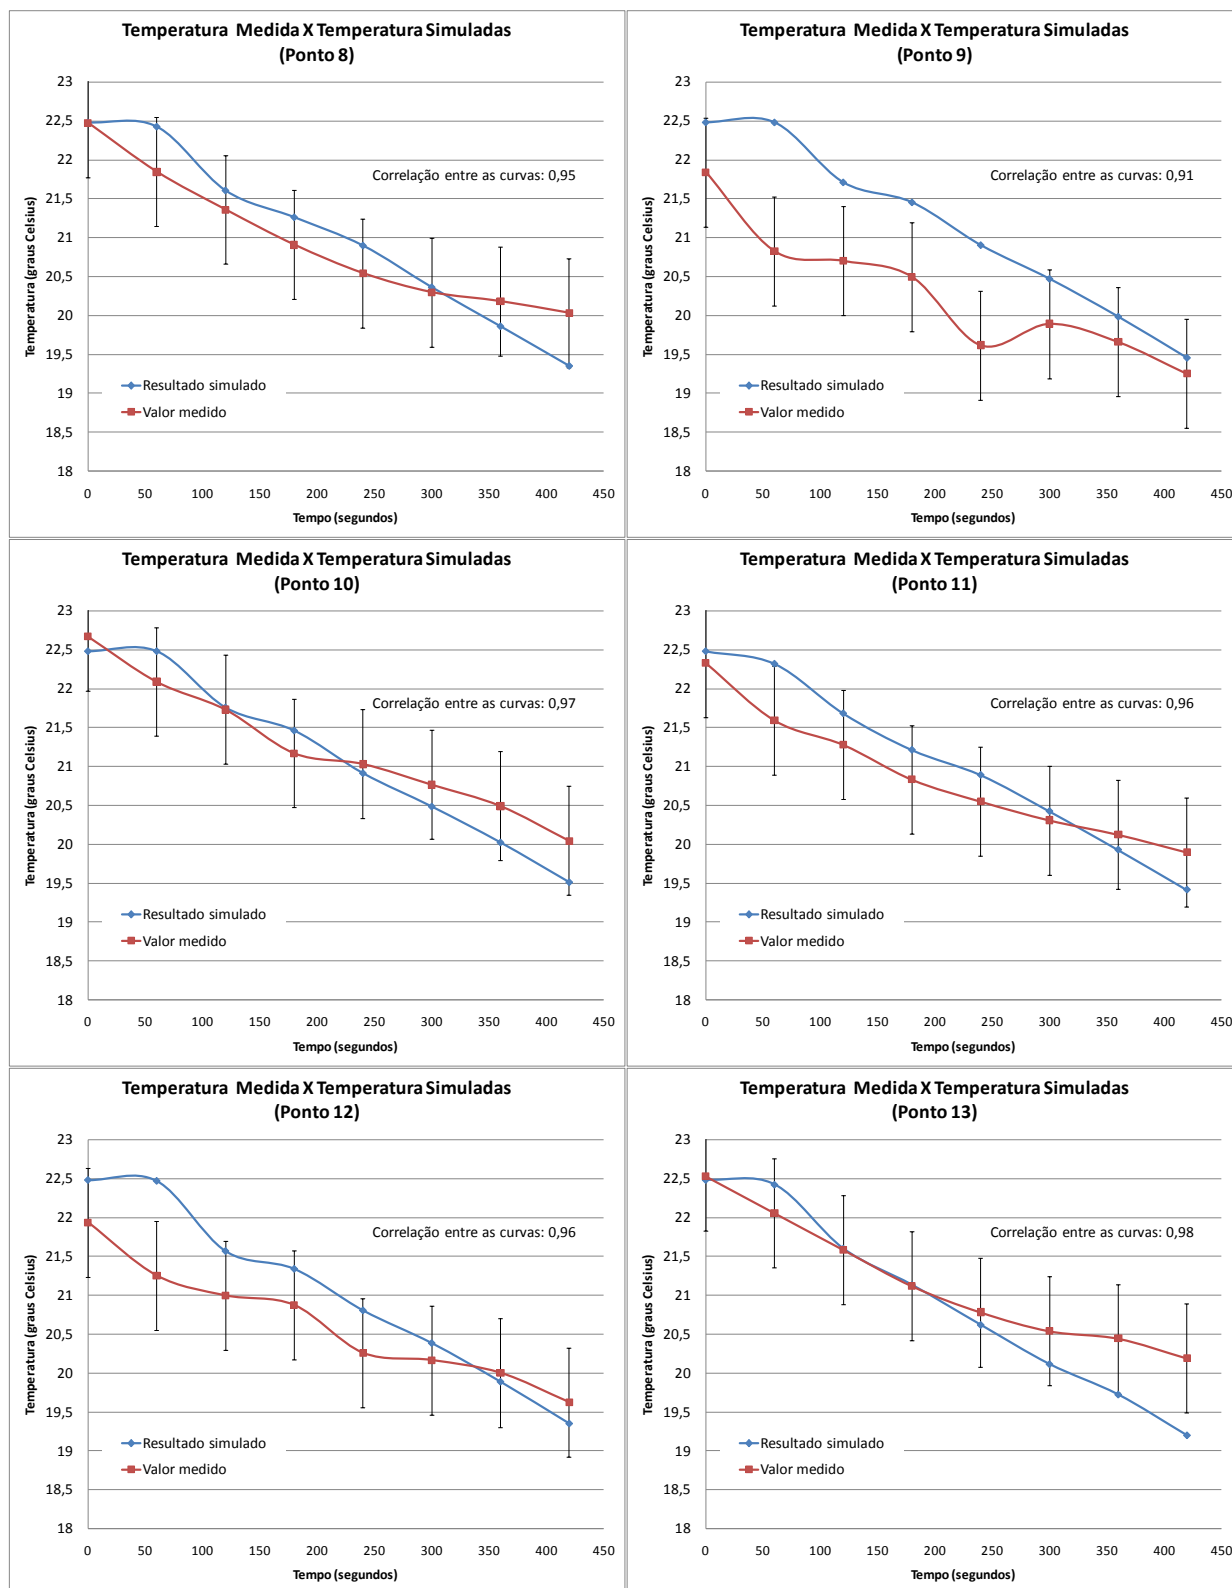 Temperatura Medida X Temperatura Simuladas
(Ponto 8)
Temperatura (graus Celsius)
23
22,5
22
21,5
21
20,5
20
19,5
19
18,5
18
Correlação entre as curvas: 0,95
Resultado simulado
Valor medido
0 50 100 150 200 250 300 350 400 450
Tempo (segundos)
Temperatura Medida X Temperatura Simuladas
(Ponto 9)
Temperatura (graus Celsius)
23
22,5
22
21,5
21
20,5
20
19,5
19
18,5
18
Correlação entre as curvas: 0,91
Resultado simulado
Valor medido
0 50 100 150 200 250 300 350 400 450
Tempo (segundos)
Temperatura Medida X Temperatura Simuladas
(Ponto 10)
Temperatura (graus Celsius)
23
22,5
22
21,5
21
20,5
20
19,5
19
18,5
18
Correlação entre as curvas: 0,97
Resultado simulado
Valor medido
0 50 100 150 200 250 300 350 400 450
Tempo (segundos)
Temperatura Medida X Temperatura Simuladas
(Ponto 11)
Temperatura (graus Celsius)
23
22,5
22
21,5
21
20,5
20
19,5
19
18,5
18
Correlação entre as curvas: 0,96
Resultado simulado
Valor medido
0 50 100 150 200 250 300 350 400 450
Tempo (segundos)
Temperatura Medida X Temperatura Simuladas
(Ponto 12)
Temperatura (graus Celsius)
23
22,5
22
21,5
21
20,5
20
19,5
19
18,5
18
Correlação entre as curvas: 0,96
Resultado simulado
Valor medido
0 50 100 150 200 250 300 350 400 450
Tempo (segundos)
Temperatura Medida X Temperatura Simuladas
(Ponto 13)
Temperatura (graus Celsius)
23
22,5
22
21,5
21
20,5
20
19,5
19
18,5
18
Correlação entre as curvas: 0,98
Resultado simulado
Valor medido
0 50 100 150 200 250 300 350 400 450
Tempo (segundos)